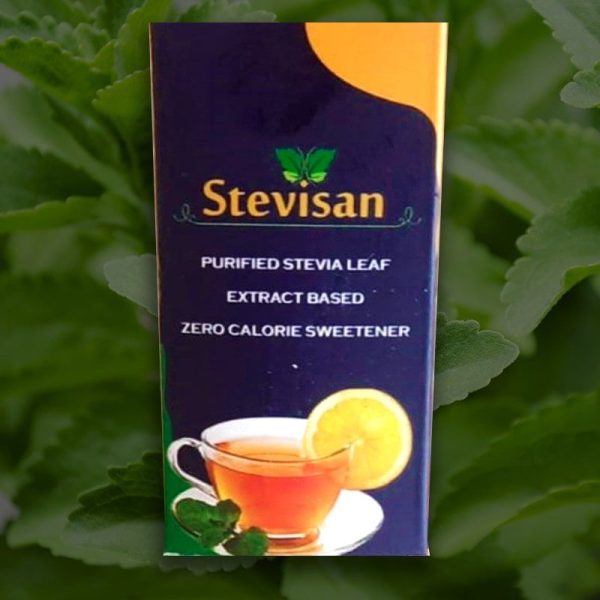 Stevisan
PURIFIED STEVIA LEAF
EXTRACT BASED
ZERO CALORIE SWEETENER